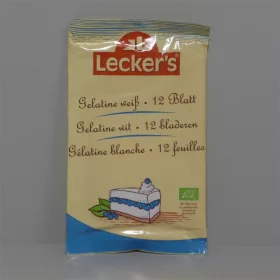 Lecker's
Gelatine weiß · 12 Blatt
Gelatine wit · 12 bladeren
Gélatine blanche · 12 feuilles